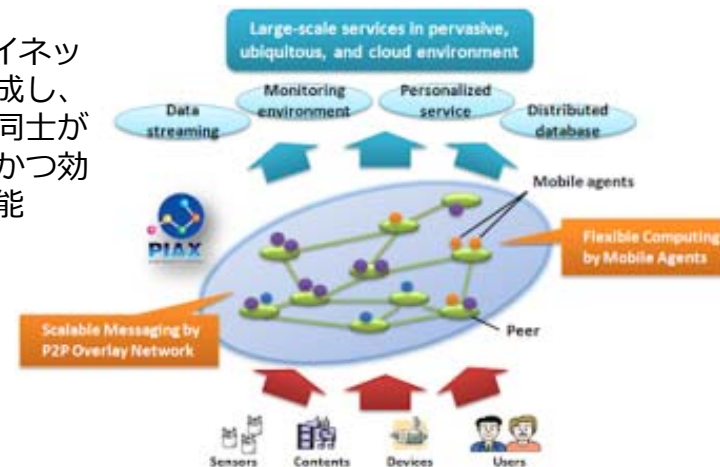 イネッ
成し、
同士が
かつ効
能
Large-scale services in pervasive,
ubiquitous, and cloud environment
Data
streaming
Monitoring
environment
Personalized
service
Distributed
database
Mobile agents
PIAX
Flexible Computing
by Mobile Agents
Scalable Messaging by
P2P Overlay Network
Peer
Sensors
Contents
Devices
Users